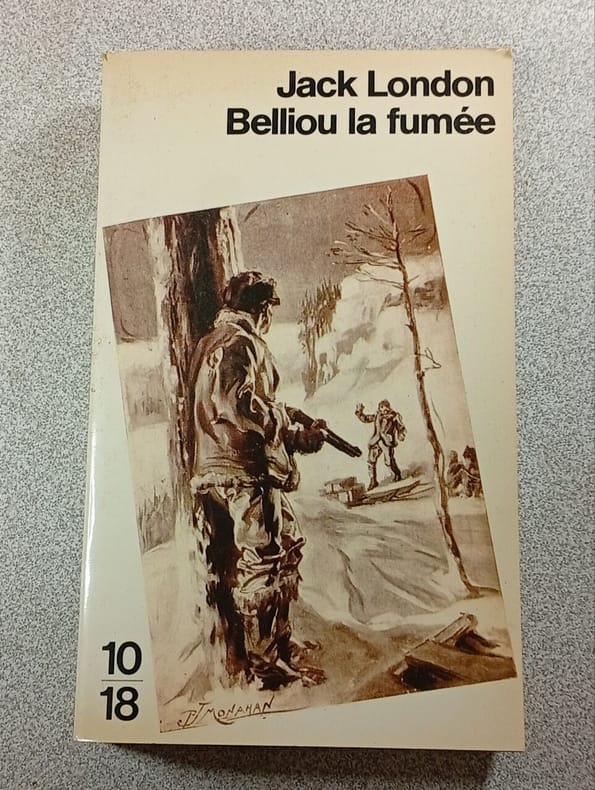 Jack London
Belliou la fumée
10
18
P J MONAHAN